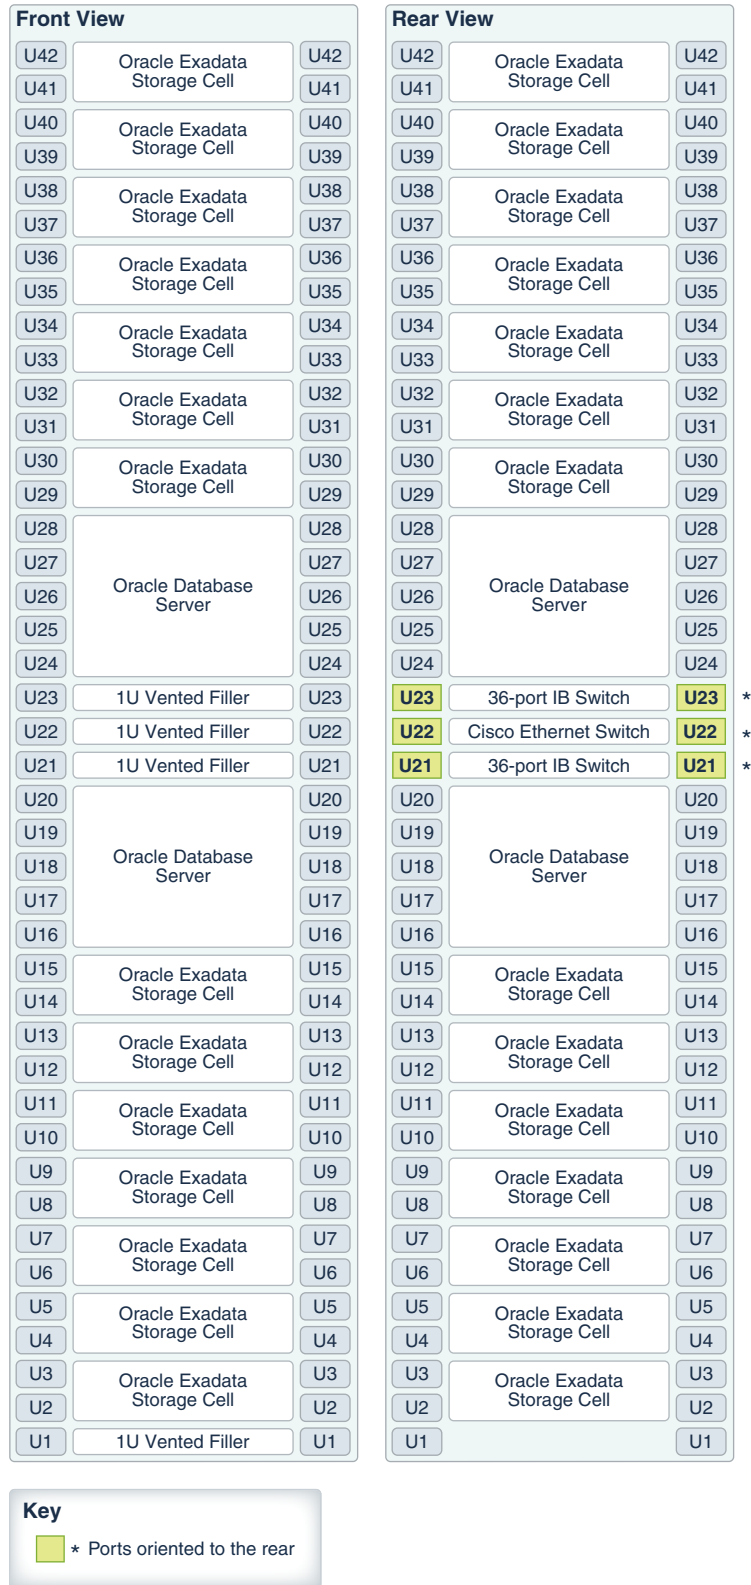 Front View
U42 Oracle Exadata U42
U41 Storage Cell U41
U40 Oracle Exadata U40
U39 Storage Cell U39
U38 Oracle Exadata U38
U37 Storage Cell U37
U36 Oracle Exadata U36
U35 Storage Cell U35
U34 Oracle Exadata U34
U33 Storage Cell U33
U32 Oracle Exadata U32
U31 Storage Cell U31
U30 Oracle Exadata U30
U29 Storage Cell U29
U28 U28
U27 U27
Oracle Database
U26 U26
Server
U25 U25
U24 U24
U23 1U Vented Filler U23
U22 1U Vented Filler U22
U21 1U Vented Filler U21
U20 U20
U19 U19
Oracle Database
U18 U18
Server
U17 U17
U16 U16
U15 Oracle Exadata U15
U14 Storage Cell U14
U13 Oracle Exadata U13
U12 Storage Cell U12
U11 Oracle Exadata U11
U10 Storage Cell U10
U9 Oracle Exadata U9
U8 Storage Cell U8
U7 Oracle Exadata U7
U6 Storage Cell U6
U5 Oracle Exadata U5
U4 Storage Cell U4
U3 Oracle Exadata U3
U2 Storage Cell U2
U1 1U Vented Filler U1
Rear View
U42 Oracle Exadata U42
U41 Storage Cell U41
U40 Oracle Exadata U40
U39 Storage Cell U39
U38 Oracle Exadata U38
U37 Storage Cell U37
U36 Oracle Exadata U36
U35 Storage Cell U35
U34 Oracle Exadata U34
U33 Storage Cell U33
U32 Oracle Exadata U32
U31 Storage Cell U31
U30 Oracle Exadata U30
U29 Storage Cell U29
U28 U28
U27 U27
Oracle Database
U26 U26
Server
U25 U25
U24 U24
U23 36-port IB Switch U23 *
U22 Cisco Ethernet Switch U22 *
U21 36-port IB Switch U21 *
U20 U20
U19 U19
Oracle Database
U18 U18
Server
U17 U17
U16 U16
U15 Oracle Exadata U15
U14 Storage Cell U14
U13 Oracle Exadata U13
U12 Storage Cell U12
U11 Oracle Exadata U11
U10 Storage Cell U10
U9 Oracle Exadata U9
U8 Storage Cell U8
U7 Oracle Exadata U7
U6 Storage Cell U6
U5 Oracle Exadata U5
U4 Storage Cell U4
U3 Oracle Exadata U3
U2 Storage Cell U2
U1 U1
Key
* Ports oriented to the rear